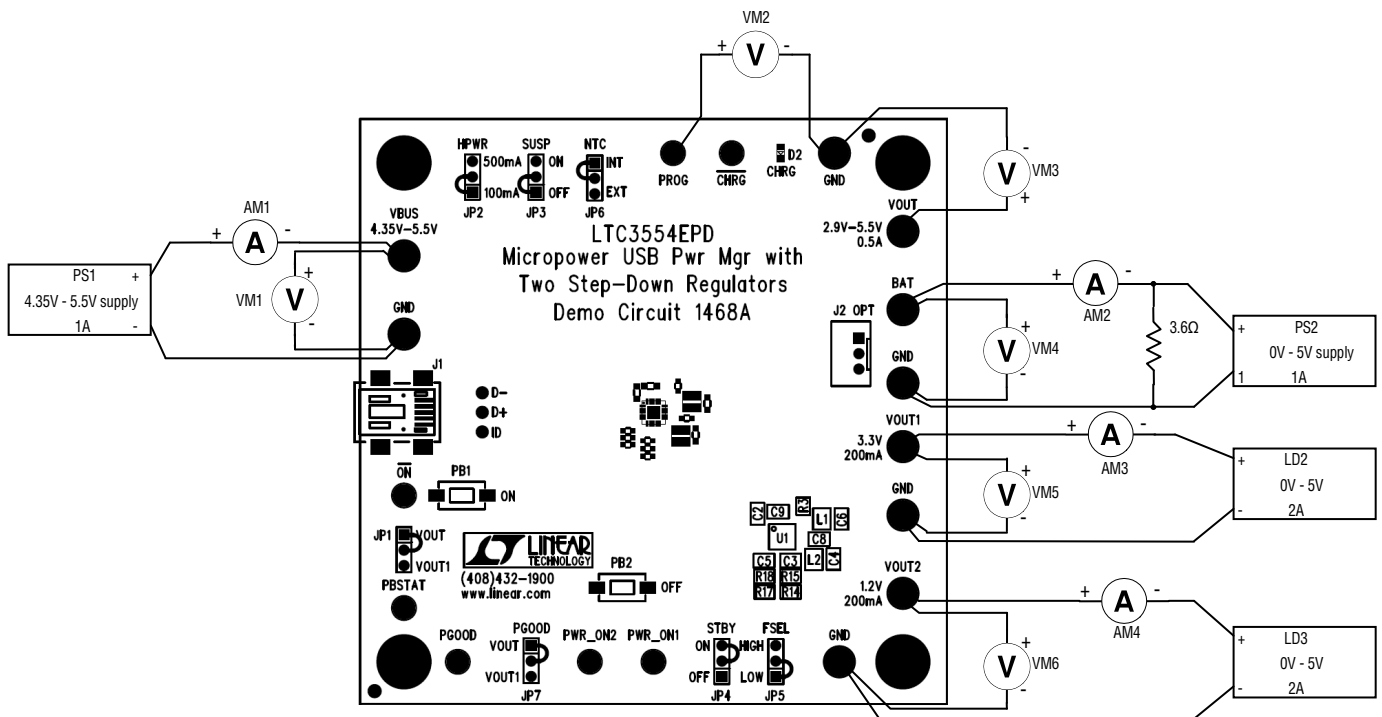 VM2
+ V -
HPWR SUSP NTC
500mA ON INT
100mA OFF EXT
JP2 JP3 JP6
PROG CHRG D2 CHRG GND
- V VM3 +
VOUT
2.9V-5.5V
0.5A
AM1
+ A -
VBUS
4.35V-5.5V
PS1 +
4.35V - 5.5V supply
1A -
VM1 V + -
GND
LTC3554EPD
Micropower USB Pwr Mgr with
Two Step-Down Regulators
Demo Circuit 1468A
BAT
J2 OPT
GND
+ A -
AM2
+ V VM4 -
3.6Ω
+ PS2
0V - 5V supply
1 1A
J1
D-
D+
ID
VOUT1
3.3V
200mA
GND
+ A -
AM3
+ V VM5 -
+ LD2
0V - 5V
- 2A
ON
PB1
ON
JP1 VOUT
VOUT1
PBSTAT
LINEAR
TECHNOLOGY
(408)432-1900
www.linear.com
PB2
OFF
C2 C9 R3 L1 C6
U1 C8
C5 C3 L2 C4
R18 R15
R17 R14
VOUT2
1.2V
200mA
+ A -
AM4
+ V VM6 -
+ LD3
0V - 5V
- 2A
PGOOD PGOOD PWR_ON2 PWR_ON1 STBY FSEL GND
VOUT ON HIGH
VOUT1 OFF LOW
JP7 JP4 JP5